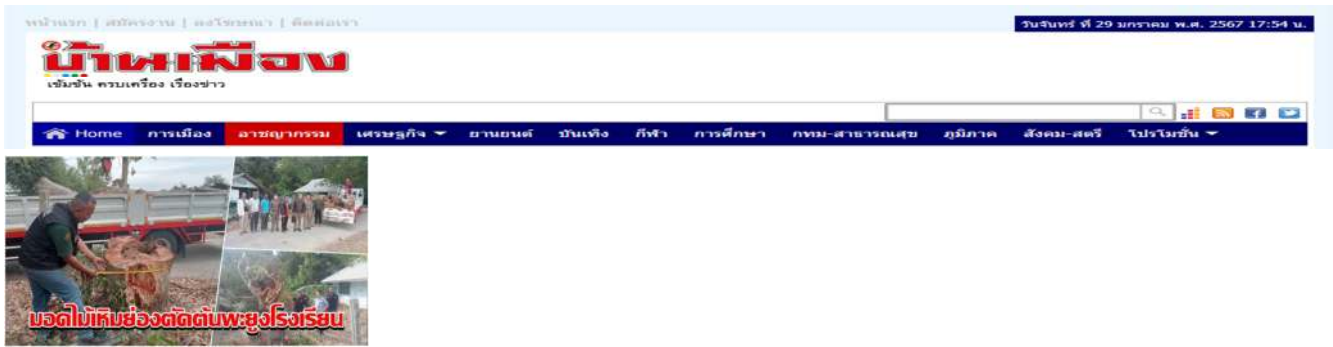 หน้าแรก | สมัครงาน | ลงโฆษณา | ติดต่อเรา
วันจันทร์ ที่ 29 มกราคม พ.ศ. 2567 17:54 น.
บ้านเมือง
เข้มข้น ครบเครื่อง เรื่องข่าว
Home การเมือง อาชญากรรม เศรษฐกิจ ยานยนต์ บันเทิง กีฬา การศึกษา กทม-สาธารณสุข ภูมิภาค สังคม-สตรี โปรโมชั่น
มอดไม้เหิมย่องตัดต้นพะยูงโรงเรียน